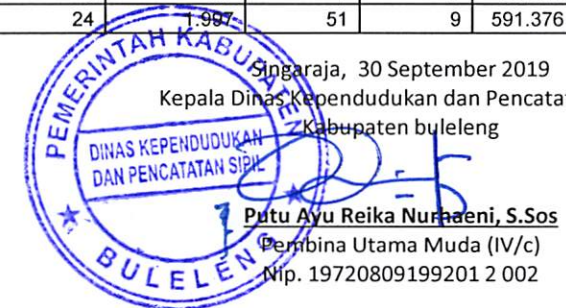 24 1.997 51 9 591.376
Singaraja, 30 September 2019
Kepala Dinas Kependudukan dan Pencata
Kabupaten buleleng
PEMERINTAH KABUPATEN
DINAS KEPENDUDUKAN
DAN PENCATATAN SIPIL
BULELENG
Putu Ayu Reika Nurhaeni, S.Sos
Pembina Utama Muda (IV/c)
Nip. 19720809199201 2 002